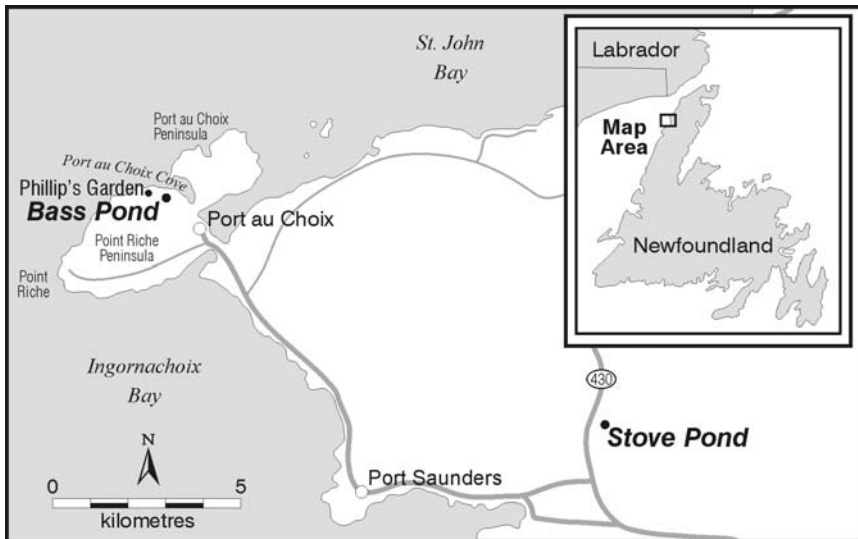 St. John
Bay
Labrador
Map
Area
Newfoundland
Port au Choix
Peninsula
Port au Choix Cove
Phillip's Garden
Bass Pond
Port au Choix
Point Riche
Peninsula
Point
Riche
Ingornachoix
Bay
430
Stove Pond
N
Port Saunders
0 5
kilometres